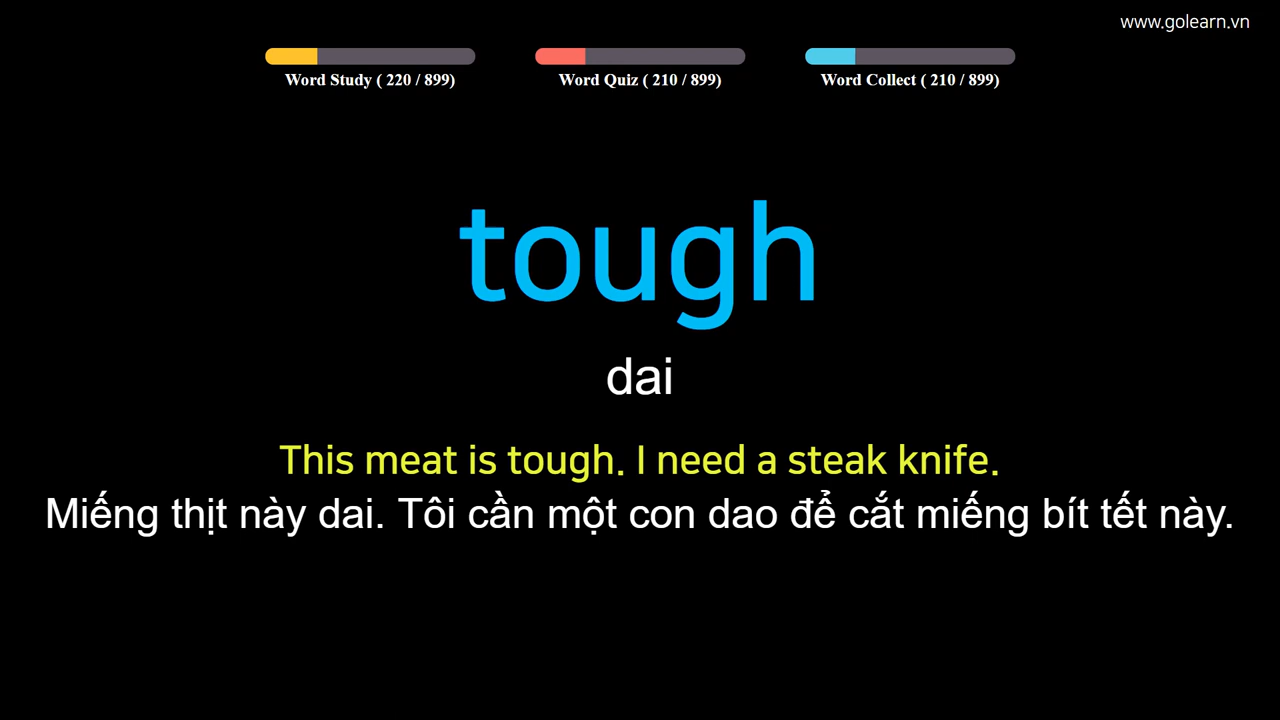 www.golearn.vn
Word Study ( 220 / 899)
Word Quiz ( 210 / 899)
Word Collect ( 210 / 899)
tough
dai
This meat is tough. I need a steak knife.
Miếng thịt này dai. Tôi cần một con dao để cắt miếng bít tết này.